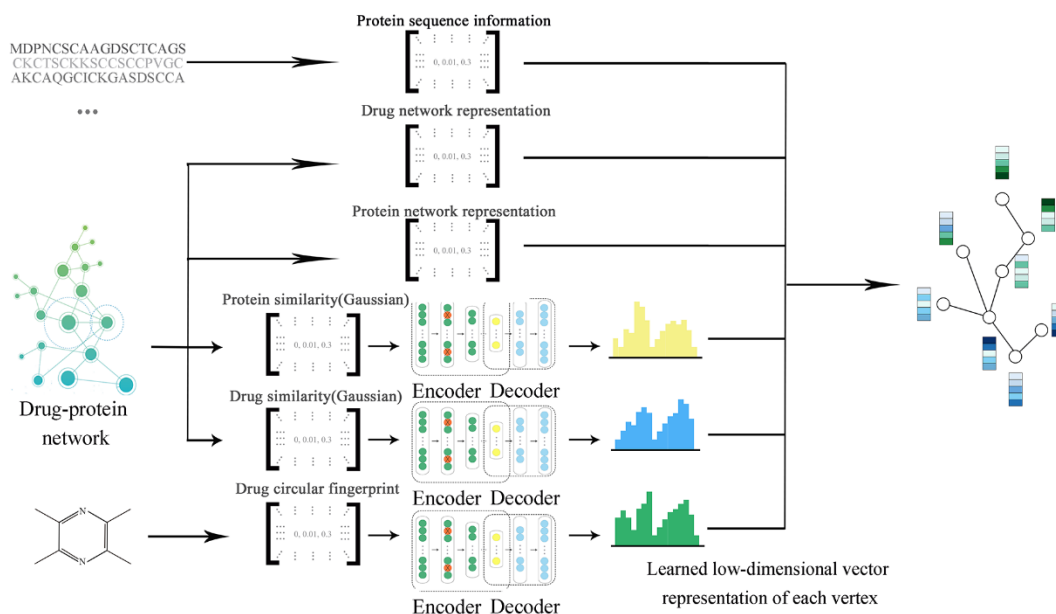 Protein sequence information
MDPNCSCAAGDSCTCAGS
CKCTSCKKSCCSCCPVGC
AKCAQGCICKGASDSCCA
...
0, 0.01, 0.3
Drug network representation
0, 0.01, 0.3
Protein network representation
0, 0.01, 0.3
Protein similarity(Gaussian)
0, 0.01, 0.3
Encoder Decoder
Drug similarity(Gaussian)
0, 0.01, 0.3
Encoder Decoder
Drug circular fingerprint
0, 0.01, 0.3
Encoder Decoder
Drug-protein
network
N
N
Learned low-dimensional vector
representation of each vertex